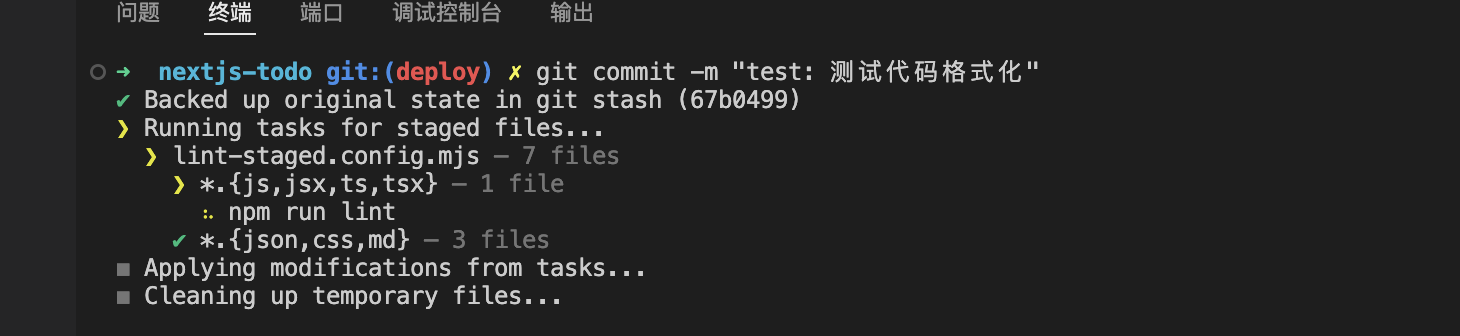 问题 终端 端口 调试控制台 输出
➜ nextjs-todo git:(deploy) ✗ git commit -m "test: 测试代码格式化"
✔ Backed up original state in git stash (67b0499)
❯ Running tasks for staged files...
❯ lint-staged.config.mjs — 7 files
❯ *.{js,jsx,ts,tsx} — 1 file
⠦ npm run lint
✔ *.{json,css,md} — 3 files
◼ Applying modifications from tasks...
◼ Cleaning up temporary files...